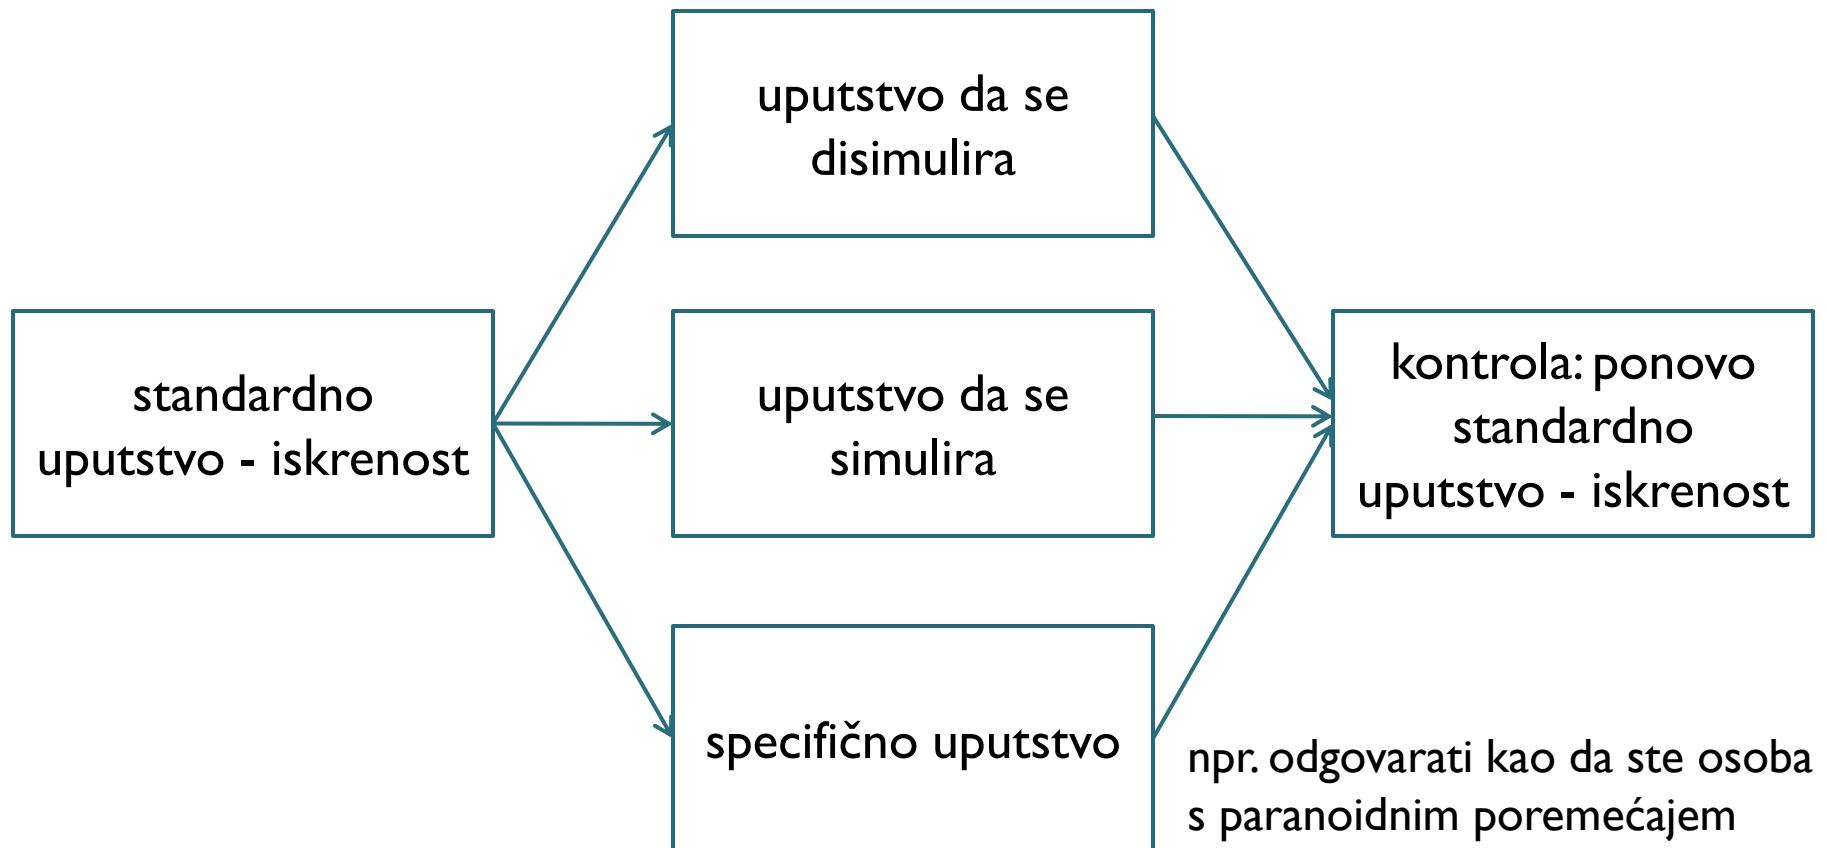 uputstvo da se
disimulira
standardno
uputstvo - iskrenost
uputstvo da se
simulira
kontrola: ponovo
standardno
uputstvo - iskrenost
specifično uputstvo
npr. odgovarati kao da ste osoba
s paranoidnim poremećajem